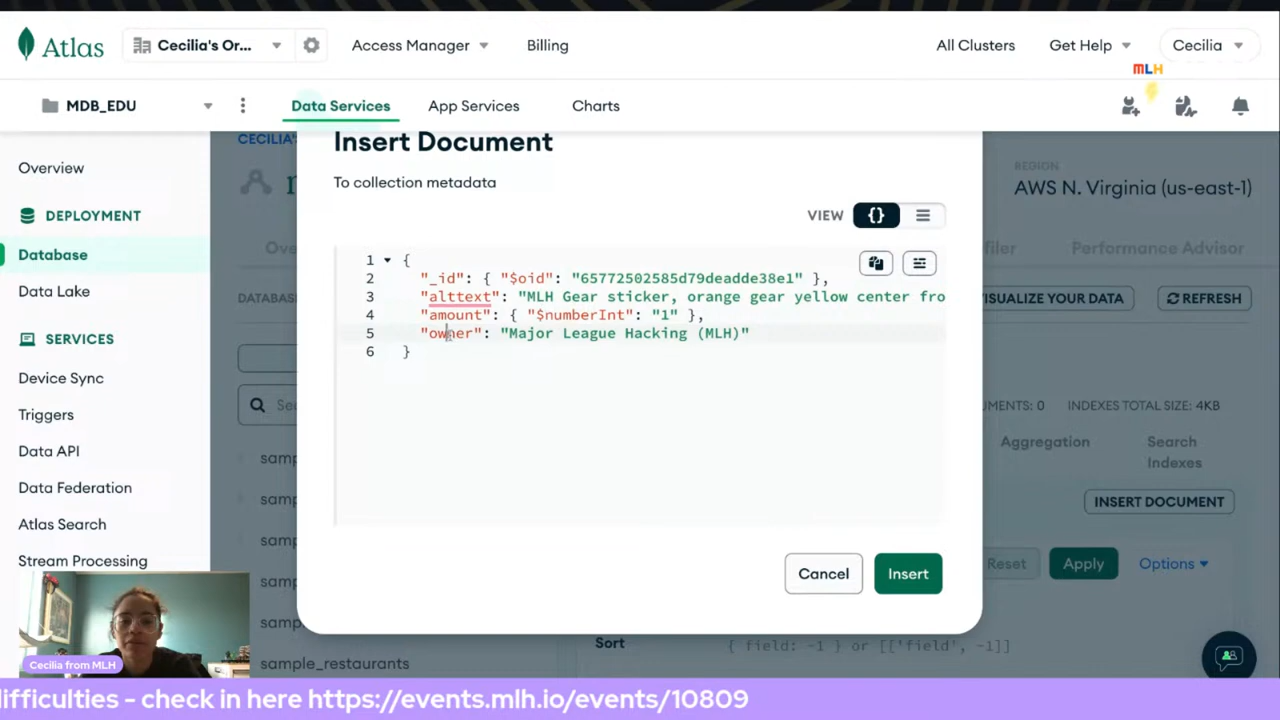 Atlas
Cecilia's Or...
Access Manager
Billing
All Clusters
Get Help
Cecilia
MLH
MDB_EDU
Data Services
App Services
Charts
Overview
DEPLOYMENT
Database
Data Lake
SERVICES
Device Sync
Triggers
Data API
Data Federation
Atlas Search
Stream Processing
CECILIA'S
REGION
AWS N. Virginia (us-east-1)
Performance Advisor
VISUALIZE YOUR DATA
REFRESH
INDEXES TOTAL SIZE: 4KB
Aggregation
Search
Indexes
INSERT DOCUMENT
Reset
Apply
Options
sample_restaurants
Sort
{ field: -1 } or [['field', -1]]
Insert Document
To collection metadata
VIEW
{}
1 {
2 "_id": { "$oid": "65772502585d79deadde38e1" },
3 "alttext": "MLH Gear sticker, orange gear yellow center fro
4 "amount": { "$numberInt": "1" },
5 "owner": "Major League Hacking (MLH)"
6 }
Cancel
Insert
Cecilia from MLH
ifficulties - check in here https://events.mlh.io/events/10809